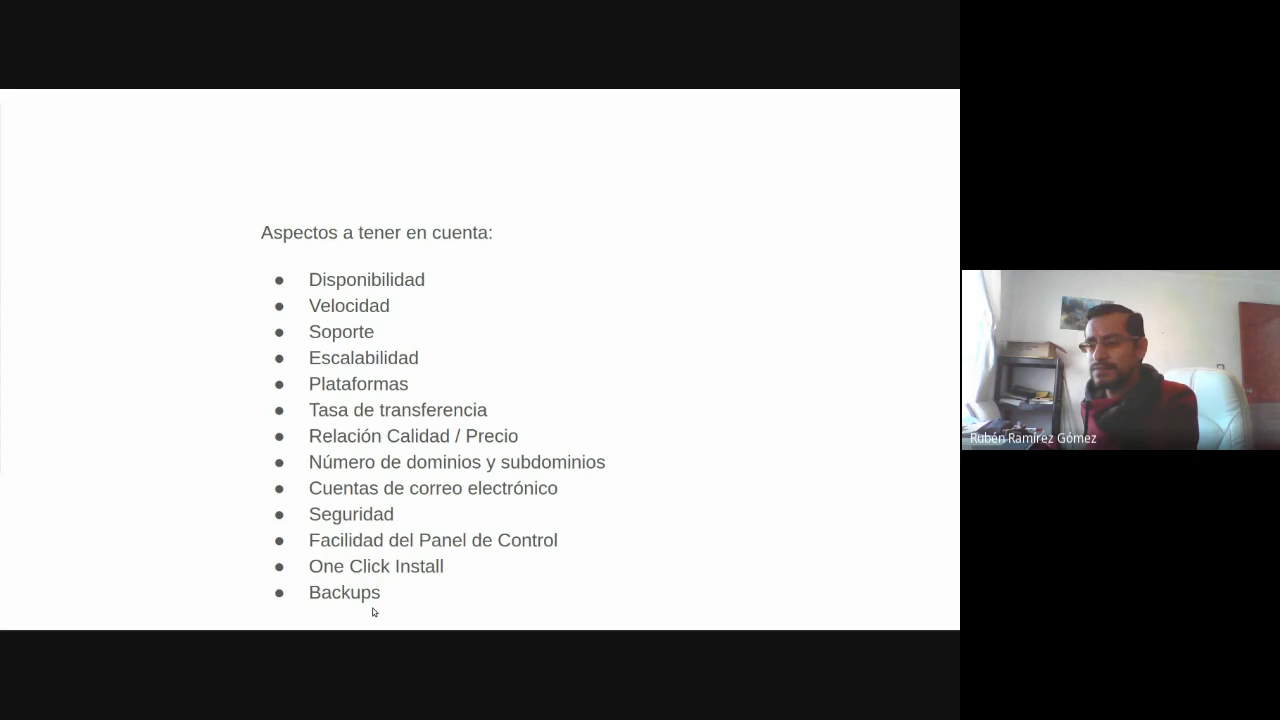 Aspectos a tener en cuenta:
● Disponibilidad
● Velocidad
● Soporte
● Escalabilidad
● Plataformas
● Tasa de transferencia
● Relación Calidad / Precio
● Número de dominios y subdominios
● Cuentas de correo electrónico
● Seguridad
● Facilidad del Panel de Control
● One Click Install
● Backups
Rubén Ramírez Gómez